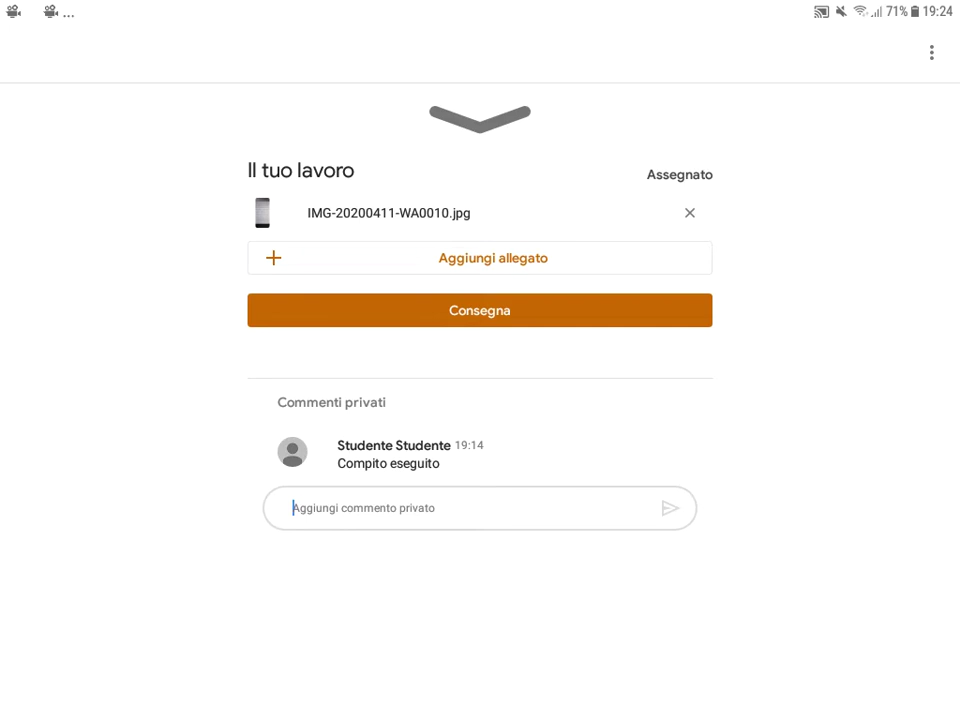 ... 71% 19:24
Il tuo lavoro
Assegnato
IMG-20200411-WA0010.jpg
Aggiungi allegato
Consegna
Commenti privati
Studente Studente 19:14
Compito eseguito
Aggiungi commento privato